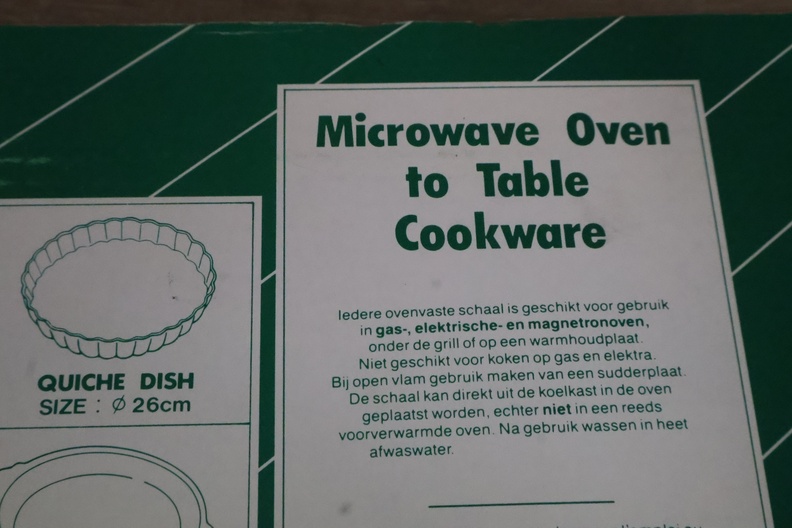 Microwave Oven
to Table
Cookware
Iedere ovenvaste schaal is geschikt voor gebruik
in gas-, elektrische- en magnetronoven,
onder de grill of op een warmhoudplaat.
Niet geschikt voor koken op gas en elektra.
Bij open vlam gebruik maken van een sudderplaat.
De schaal kan direkt uit de koelkast in de oven
geplaatst worden, echter niet in een reeds
voorverwarmde oven. Na gebruik wassen in heet
afwaswater.
QUICHE DISH
SIZE : Ø 26cm